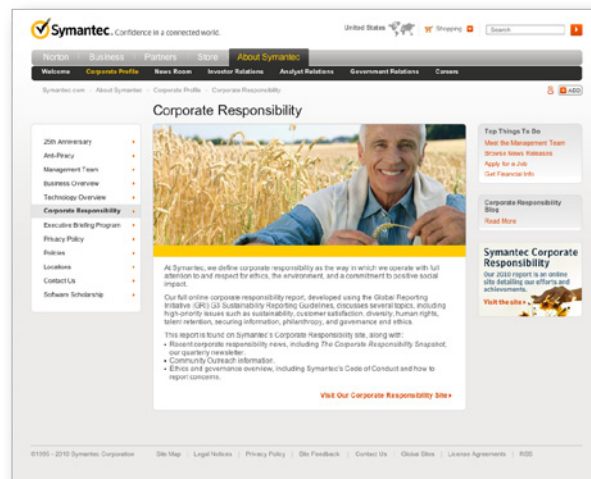 Symantec. Confidence in a connected world.
United States
Shopping
Search
Norton Business Partners Store About Symantec
Welcome Corporate Profile News Room Investor Relations Analyst Relations Government Relations Careers
Symantec.com About Symantec Corporate Profile Corporate Responsibility
ADD
Corporate Responsibility
25th Anniversary
Anti-Piracy
Management Team
Business Overview
Technology Overview
Corporate Responsibility
Executive Briefing Program
Privacy Policy
Policies
Locations
Contact Us
Software Scholarship
At Symantec, we define corporate responsibility as the way in which we operate with full
attention to and respect for ethics, the environment, and a commitment to positive social
impact.
Our full online corporate responsibility report, developed using the Global Reporting
Initiative (GRI) G3 Sustainability Reporting Guidelines, discusses several topics, including
high-priority issues such as sustainability, customer satisfaction, diversity, human rights,
talent retention, securing information, philanthropy, and governance and ethics.
This report is found on Symantec's Corporate Responsibility site, along with:
• Recent corporate responsibility news, including The Corporate Responsibility Snapshot,
our quarterly newsletter.
• Community Outreach information.
• Ethics and governance overview, including Symantec's Code of Conduct and how to
report concerns.
Visit Our Corporate Responsibility Site
Top Things To Do
Meet the Management Team
Browse News Releases
Apply for a Job
Get Financial Info
Corporate Responsibility
Blog
Read More
Symantec Corporate
Responsibility
Our 2010 report is an online
site detailing our efforts and
achievements.
Visit the site
©1995 - 2010 Symantec Corporation Site Map | Legal Notices | Privacy Policy | Site Feedback | Contact Us | Global Sites | License Agreements | RSS